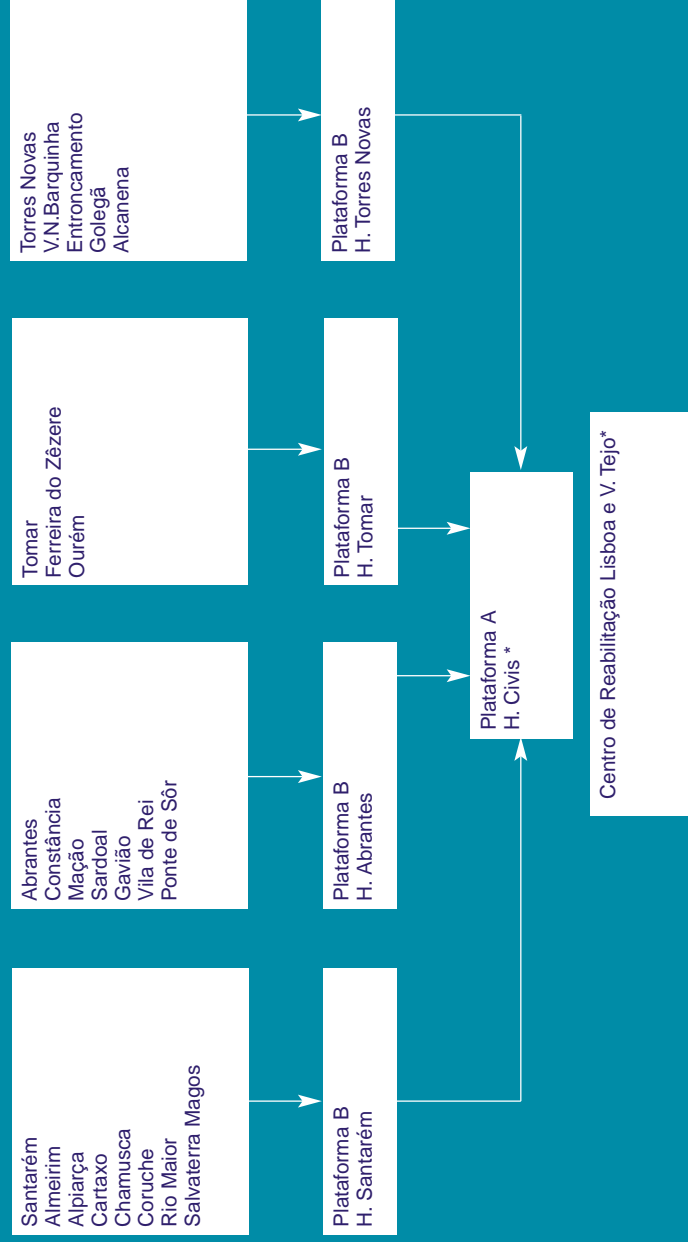 Santarém
Almeirim
Alpiarça
Cartaxo
Chamusca
Coruche
Rio Maior
Salvaterra Magos
Abrantes
Constância
Mação
Sardoal
Gavião
Vila de Rei
Ponte de Sôr
Tomar
Ferreira do Zêzere
Ourém
Torres Novas
V.N.Barquinha
Entroncamento
Golegã
Alcanena
Plataforma B
H. Santarém
Plataforma B
H. Abrantes
Plataforma B
H. Tomar
Plataforma B
H. Torres Novas
Plataforma A
H. Civis *
Centro de Reabilitação Lisboa e V. Tejo*